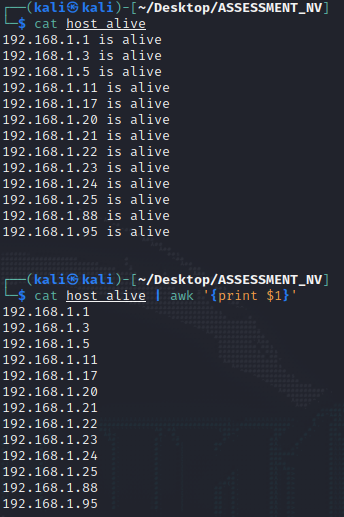 ┌──(kali㉿kali)-[~/Desktop/ASSESSMENT_NV]
└─$ cat host_alive
192.168.1.1 is alive
192.168.1.3 is alive
192.168.1.5 is alive
192.168.1.11 is alive
192.168.1.17 is alive
192.168.1.20 is alive
192.168.1.21 is alive
192.168.1.22 is alive
192.168.1.23 is alive
192.168.1.24 is alive
192.168.1.25 is alive
192.168.1.88 is alive
192.168.1.95 is alive
┌──(kali㉿kali)-[~/Desktop/ASSESSMENT_NV]
└─$ cat host_alive | awk '{print $1}'
192.168.1.1
192.168.1.3
192.168.1.5
192.168.1.11
192.168.1.17
192.168.1.20
192.168.1.21
192.168.1.22
192.168.1.23
192.168.1.24
192.168.1.25
192.168.1.88
192.168.1.95